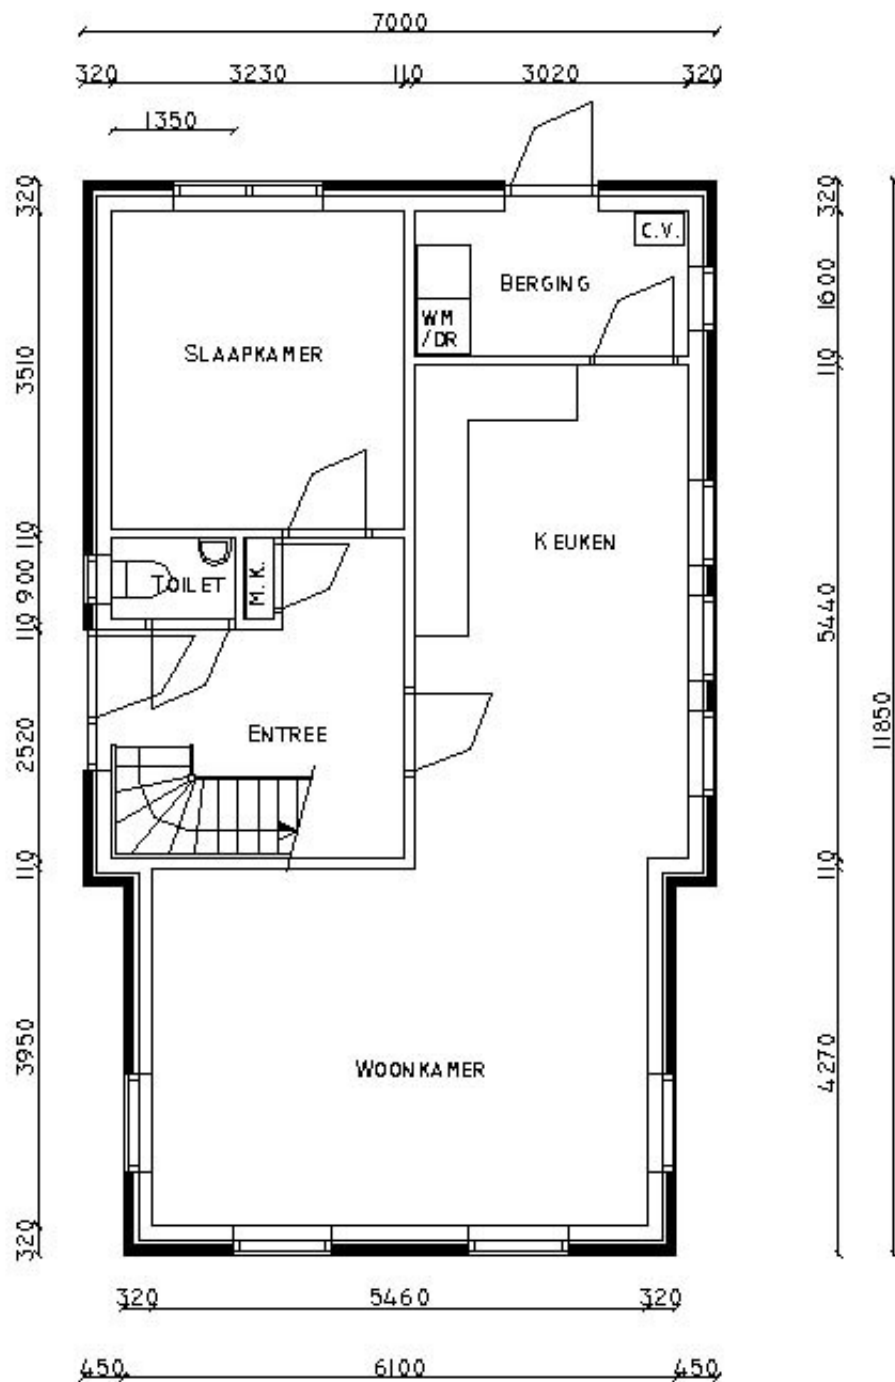 7000
320 3230 110 3020 320
1350
C.V.
BERGING
WM
/DR
SLAAPKAMER
KEUKEN
TOILET
M.K.
ENTREE
WOONKAMER
320
3510
110
900
110
2520
110
3950
320
320
1600
110
5440
110
4270
11850
320 5460 320
450 6100 450